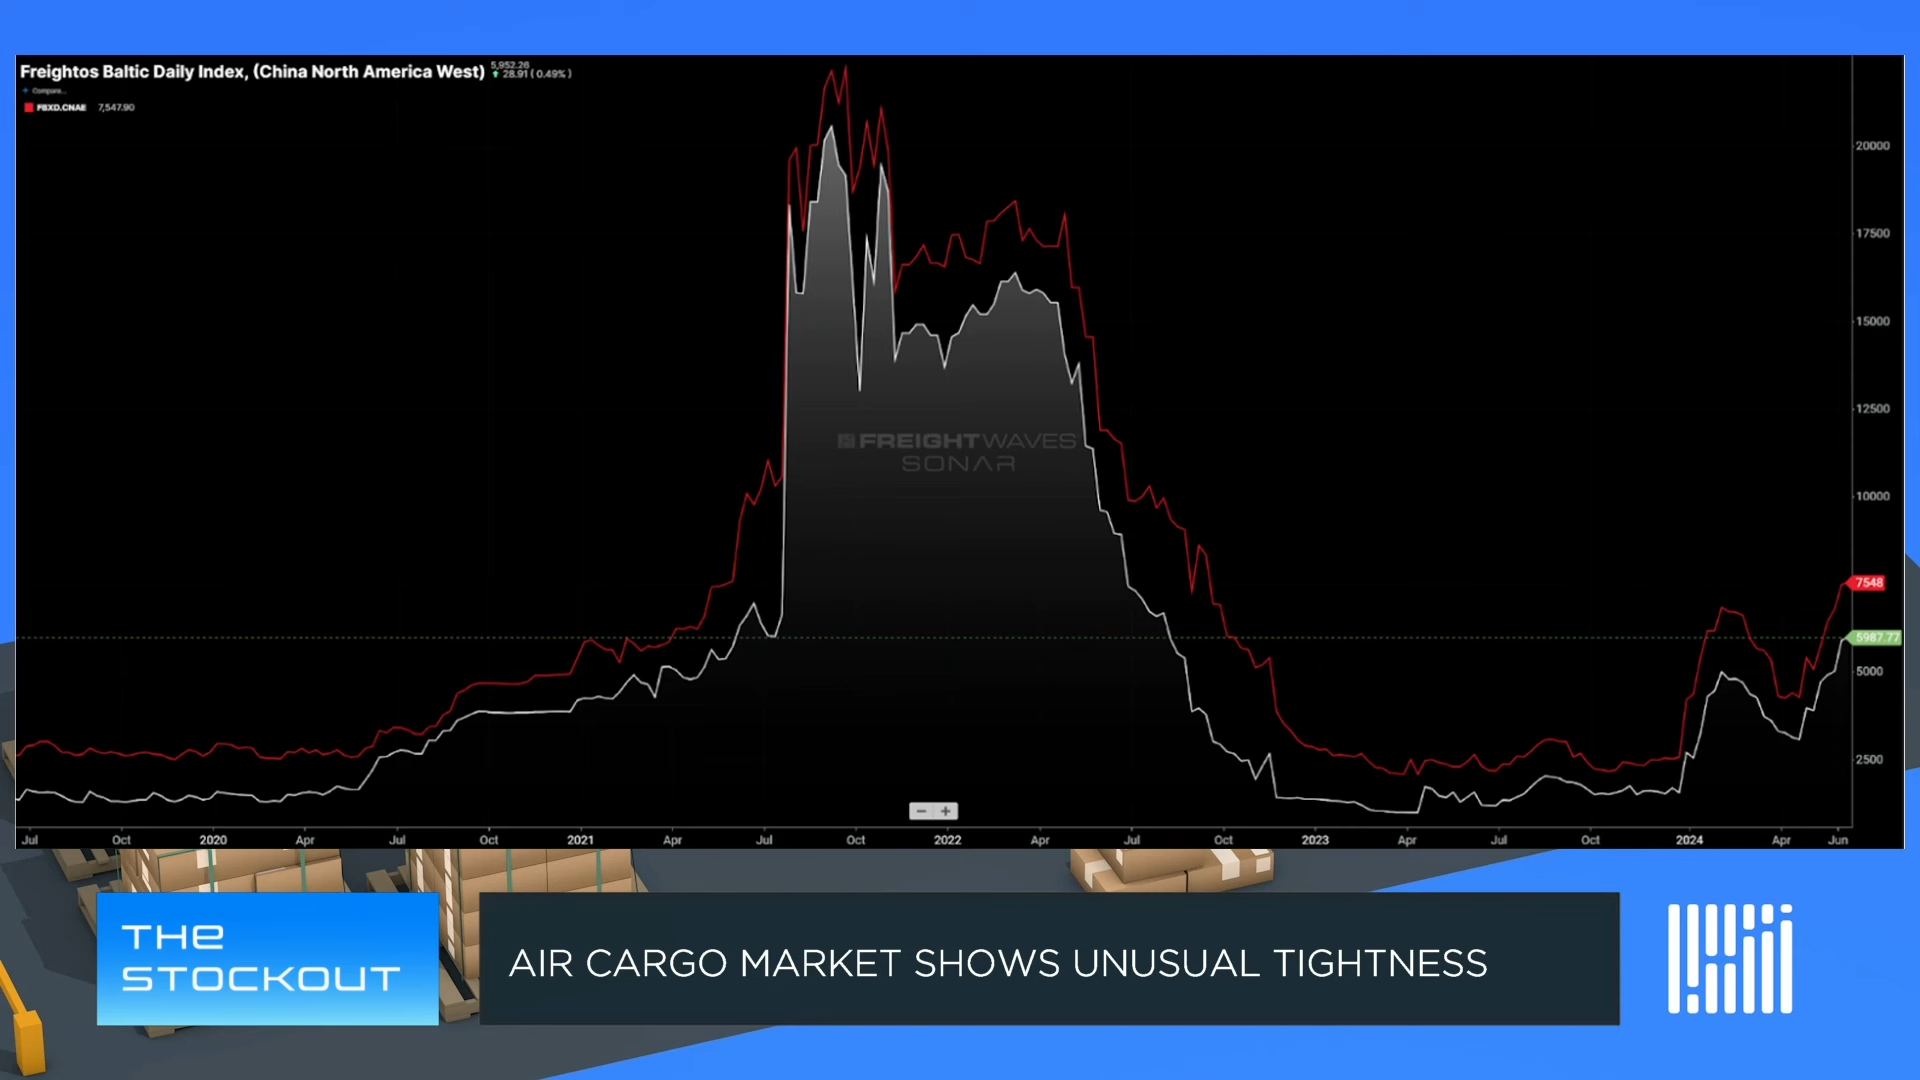 Freightos Baltic Daily Index, (China North America West) 5,952.26
28.91 (0.49%)
Compare...
FBXD.CNAE 7,547.90
20000
17500
15000
12500
10000
7548
5987.77
5000
2500
FREIGHTWAVES
SONAR
− +
Jul Oct 2020 Apr Jul Oct 2021 Apr Jul Oct 2022 Apr Jul Oct 2023 Apr Jul Oct 2024 Apr Jun
THE
STOCKOUT
AIR CARGO MARKET SHOWS UNUSUAL TIGHTNESS